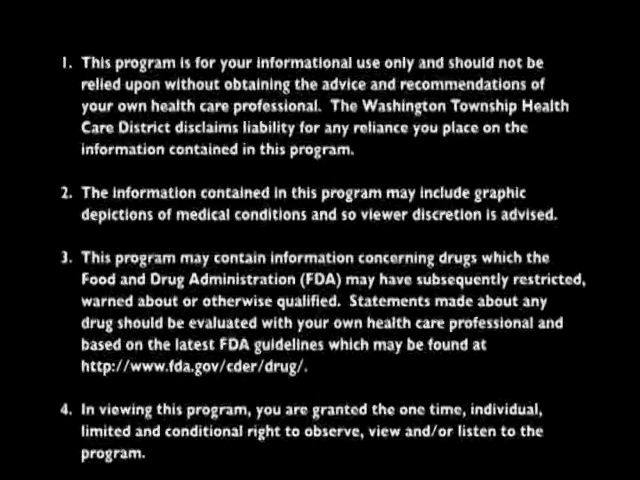 1. This program is for your informational use only and should not be
relied upon without obtaining the advice and recommendations of
your own health care professional. The Washington Township Health
Care District disclaims liability for any reliance you place on the
information contained in this program.
2. The information contained in this program may include graphic
depictions of medical conditions and so viewer discretion is advised.
3. This program may contain information concerning drugs which the
Food and Drug Administration (FDA) may have subsequently restricted,
warned about or otherwise qualified. Statements made about any
drug should be evaluated with your own health care professional and
based on the latest FDA guidelines which may be found at
http://www.fda.gov/cder/drug/.
4. In viewing this program, you are granted the one time, individual,
limited and conditional right to observe, view and/or listen to the
program.